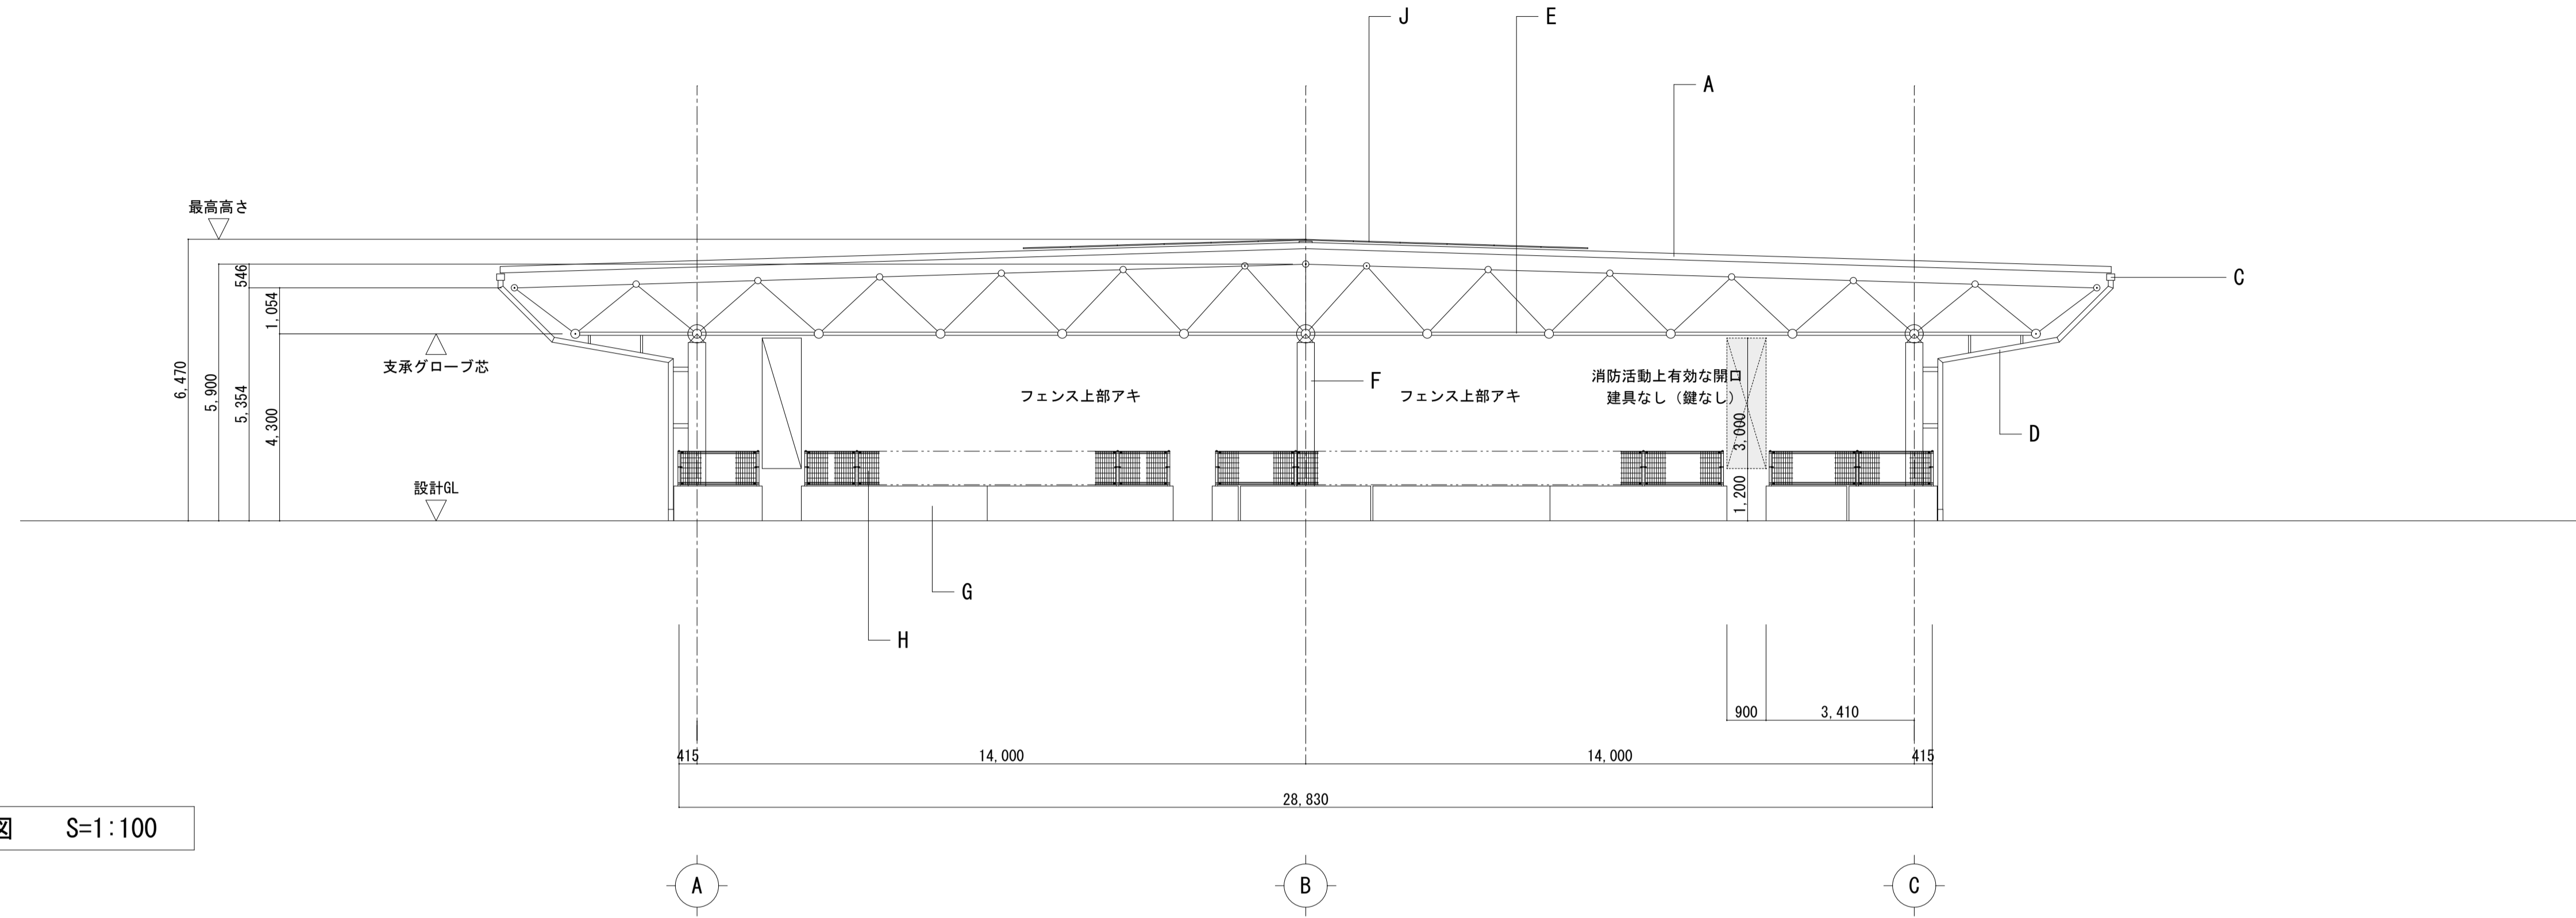 J
E
A
最高高さ
546
C
1,054
支承グローブ芯
6,470
5,900
5,354
4,300
フェンス上部アキ
F
フェンス上部アキ
消防活動上有効な開口
建具なし（鍵なし）
3,000
D
設計GL
1,200
G
H
900
3,410
415
14,000
14,000
415
28,830
図 S=1:100
A
B
C